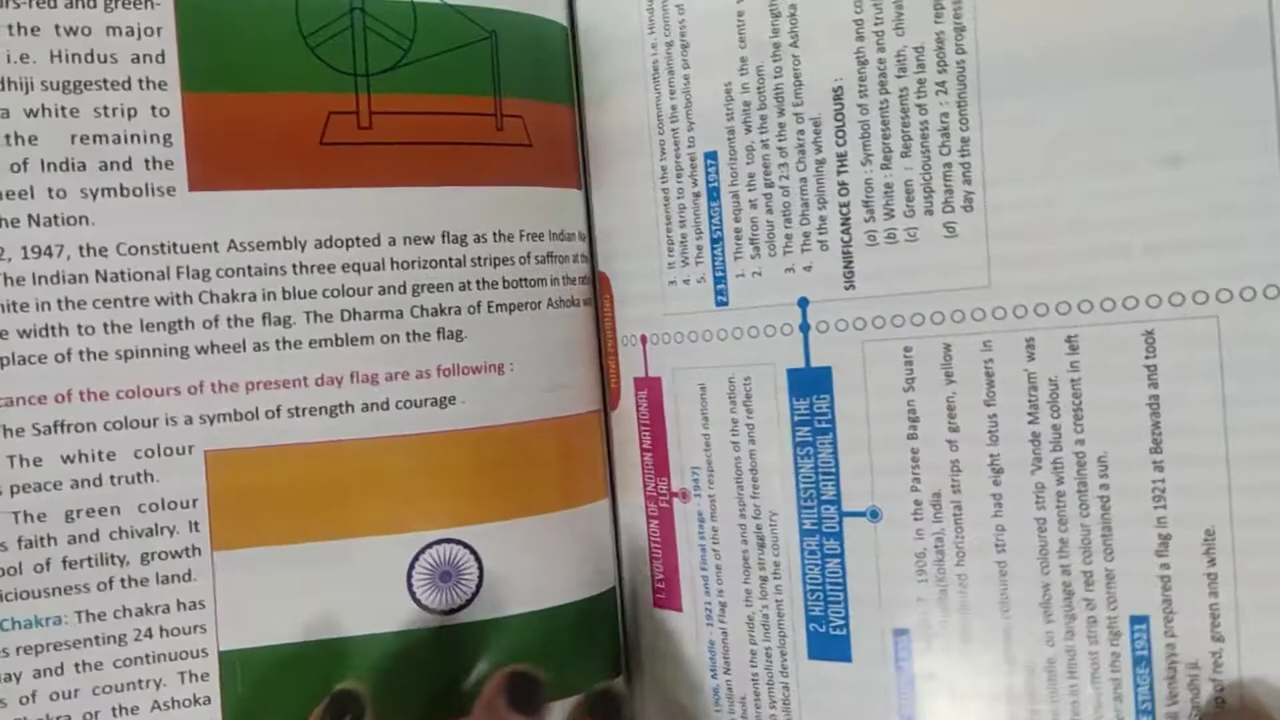 rs-red and green-
the two major
i.e. Hindus and
dhiji suggested the
a white strip to
the remaining
of India and the
heel to symbolise
he Nation.
2, 1947, the Constituent Assembly adopted a new flag as the Free Indian
The Indian National Flag contains three equal horizontal stripes of saffron at the
hite in the centre with Chakra in blue colour and green at the bottom in the
e width to the length of the flag. The Dharma Chakra of Emperor Ashoka
place of the spinning wheel as the emblem on the flag.
cance of the colours of the present day flag are as following :
he Saffron colour is a symbol of strength and courage .
The white colour
s peace and truth.
The green colour
s faith and chivalry. It
ool of fertility, growth
iciousness of the land.
Chakra: The chakra has
es representing 24 hours
ay and the continuous
s of our country. The
or the Ashoka
MIND MAPPING
1. EVOLUTION OF INDIAN NATIONAL
FLAG
1906, Middle - 1921 and Final stage - 1947]
Indian National Flag is one of the most respected national
resents the pride, the hopes and aspirations of the nation.
symbolizes India's long struggle for freedom and reflects
litical development in the country
2. HISTORICAL MILESTONES IN THE
EVOLUTION OF OUR NATIONAL FLAG
1906, in the Parsee Bagan Square
(Kolkata), India.
horizontal strips of green, yellow
coloured strip had eight lotus flowers in
on yellow coloured strip 'Vande Matram' was
n in Hindi language at the centre with blue colour.
most strip of red colour contained a crescent in left
and the right corner contained a sun.
E STAGE- 1921
Venkayya prepared a flag in 1921 at Bezwada and took
andhi ji.
p of red, green and white.
3. It represented the two communities i.e. Hindu
4. White strip to represent the remaining comm
5. The spinning wheel to symbolise progress of
2.3. FINAL STAGE - 1947
1. Three equal horizontal stripes
2. Saffron at the top, white in the centre
colour and green at the bottom.
3. The ratio of 2:3 of the width to the length
4. The Dharma Chakra of Emperor Ashoka
of the spinning wheel.
SIGNIFICANCE OF THE COLOURS :
(a) Saffron : Symbol of strength and co
(b) White : Represents peace and trut
(c) Green : Represents faith, chival
auspiciousness of the land.
(d) Dharma Chakra : 24 spokes rep
day and the continuous progress